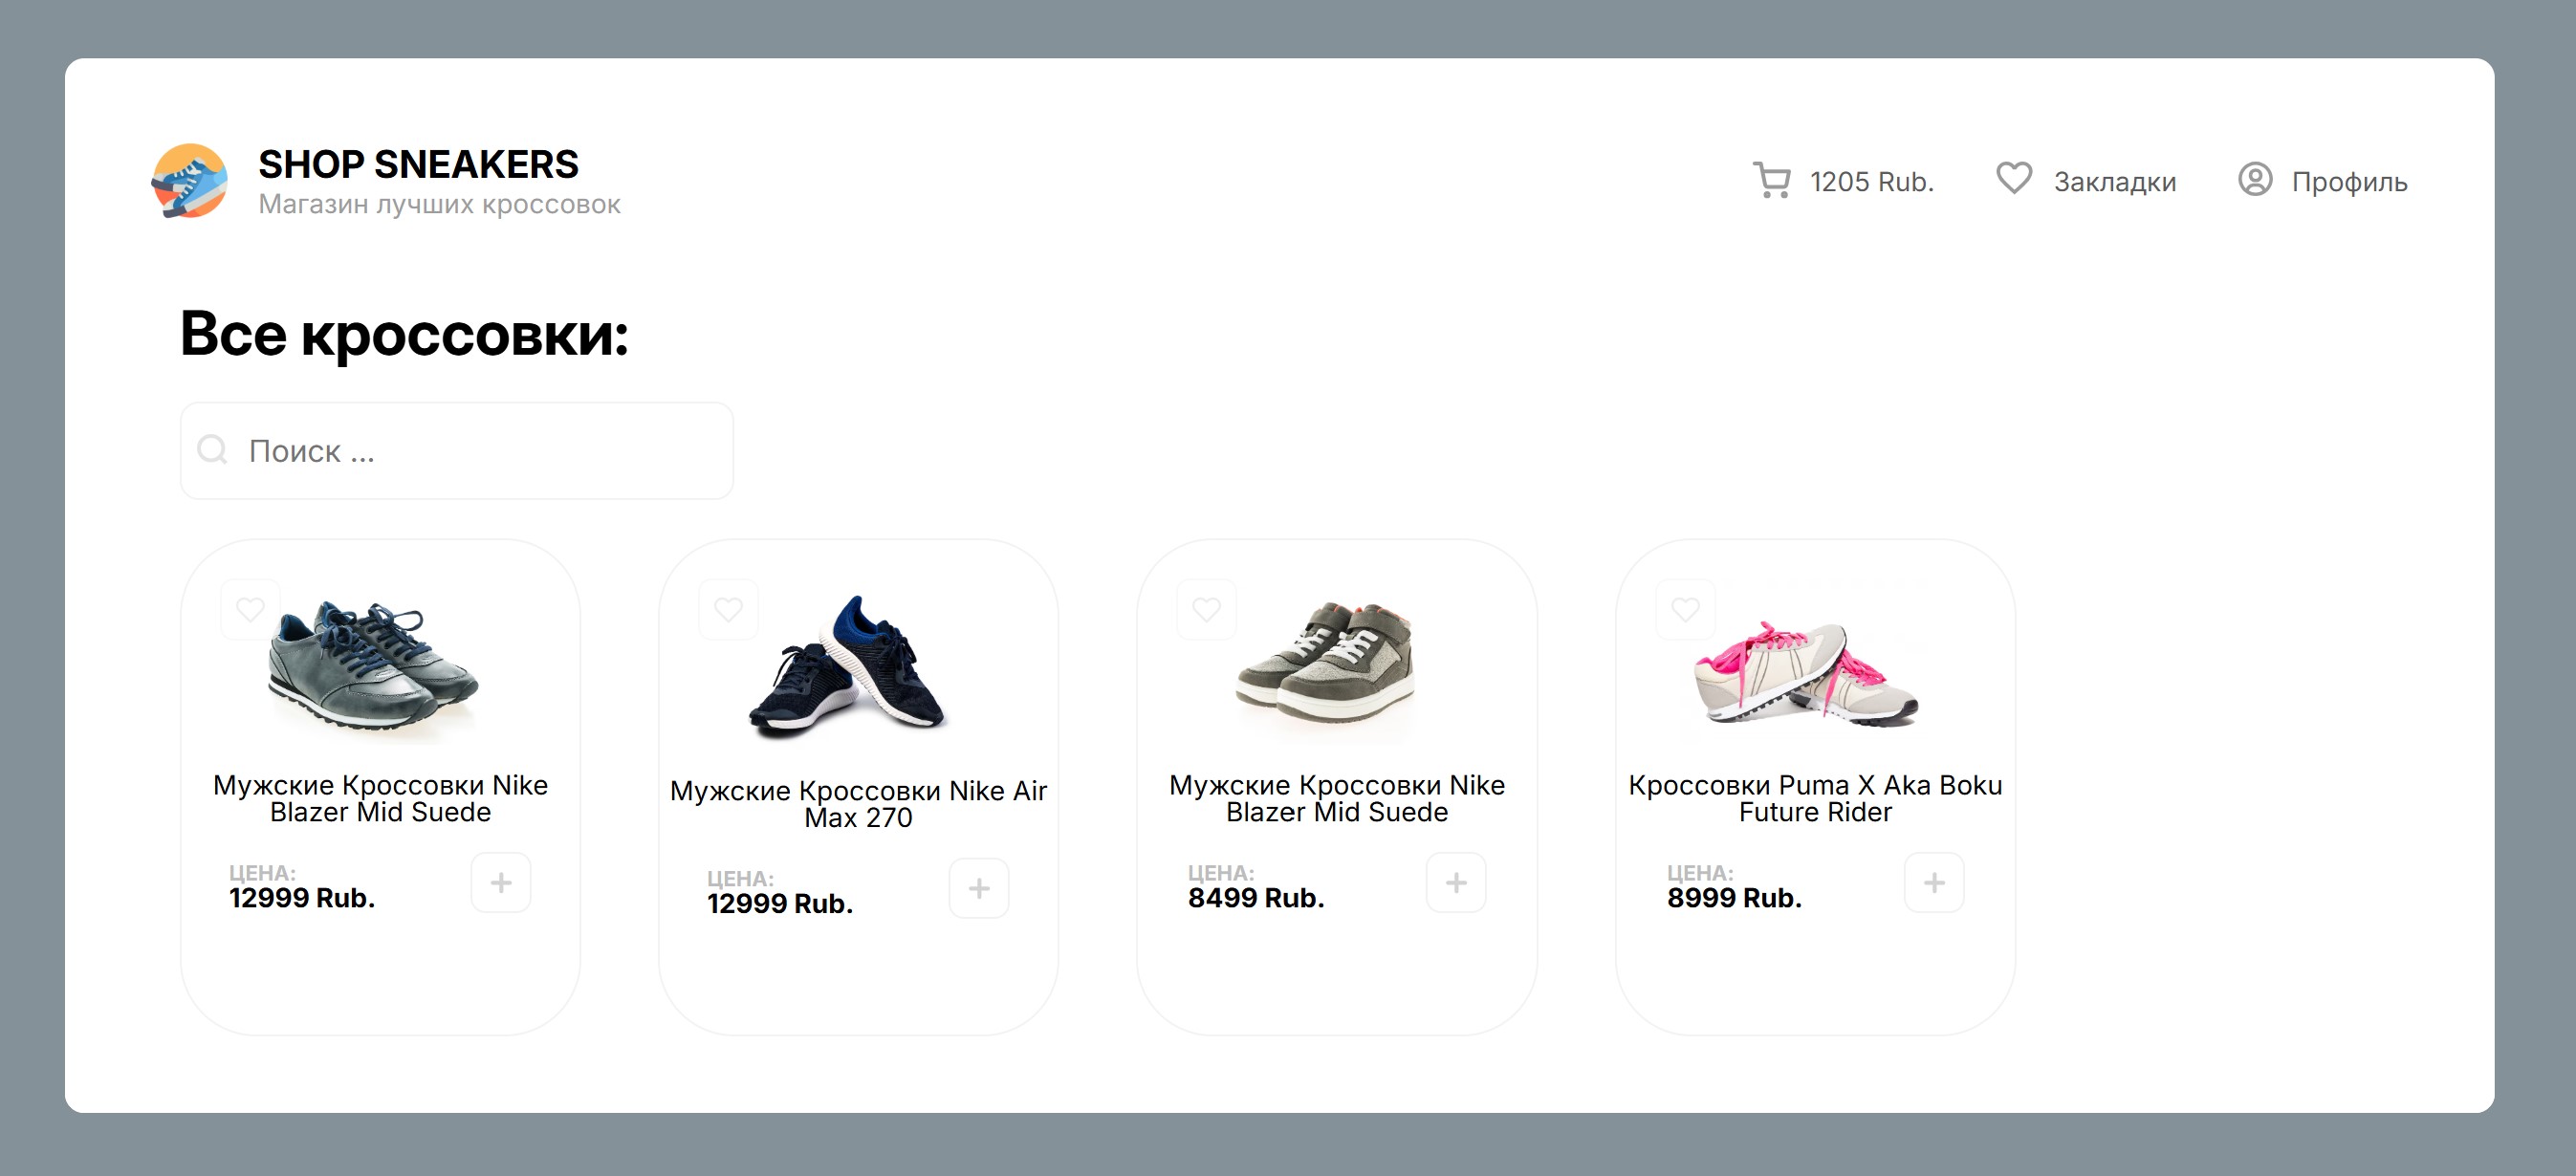 SHOP SNEAKERS
Магазин лучших кроссовок
1205 Rub.
Закладки
Профиль
Все кроссовки:
Поиск ...
Мужские Кроссовки Nike
Blazer Mid Suede
ЦЕНА:
12999 Rub.
Мужские Кроссовки Nike Air
Max 270
ЦЕНА:
12999 Rub.
Мужские Кроссовки Nike
Blazer Mid Suede
ЦЕНА:
8499 Rub.
Кроссовки Puma X Aka Boku
Future Rider
ЦЕНА:
8999 Rub.